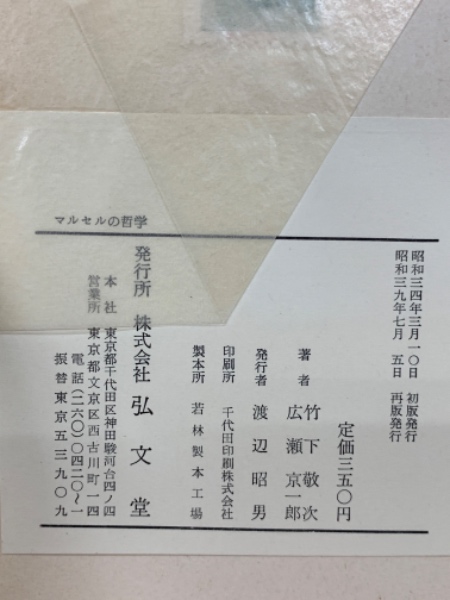 マルセルの哲学
昭和三四年三月一〇日 初版発行
昭和三九年七月 五日 再版発行
定価三五〇円
著者 竹下敬次
広瀬京一郎
発行者 渡辺昭男
印刷所 千代田印刷株式会社
製本所 若林製本工場
発行所 株式会社 弘文堂
本社 東京都千代田区神田駿河台四ノ四
営業所 東京都文京区西古川町一四
電話(二六〇)〇四二〇~一
振替東京五三九〇九